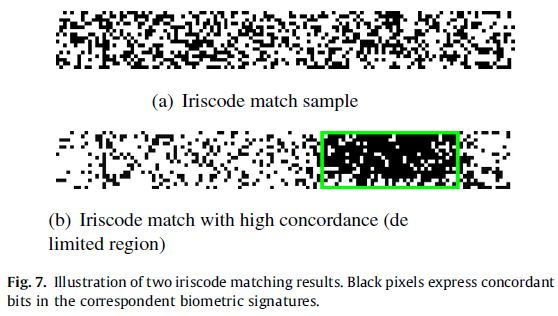 (a) Iriscode match sample
(b) Iriscode match with high concordance (de
limited region)
Fig. 7. Illustration of two iriscode matching results. Black pixels express concordant
bits in the correspondent biometric signatures.